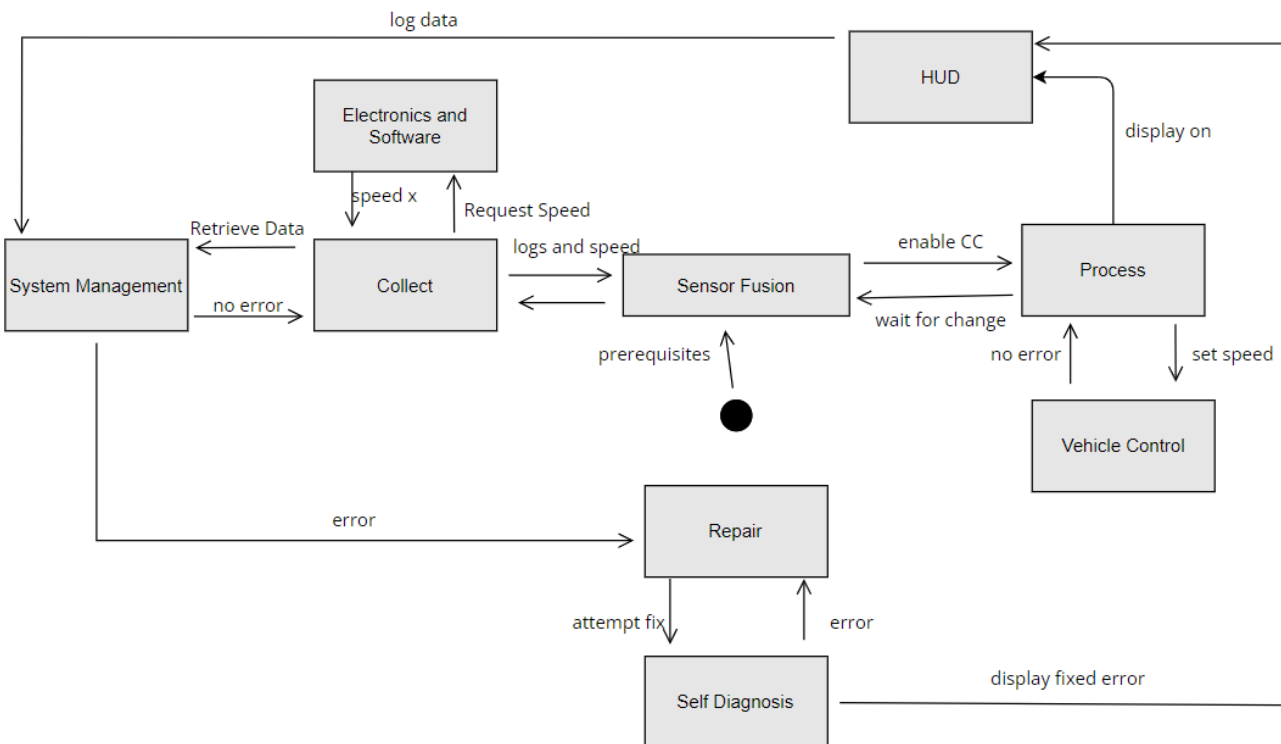 log data
HUD
Electronics and
Software
display on
speed x
Request Speed
Retrieve Data
logs and speed
enable CC
System Management
Collect
Sensor Fusion
Process
no error
wait for change
prerequisites
no error
set speed
Vehicle Control
error
Repair
attempt fix
error
display fixed error
Self Diagnosis